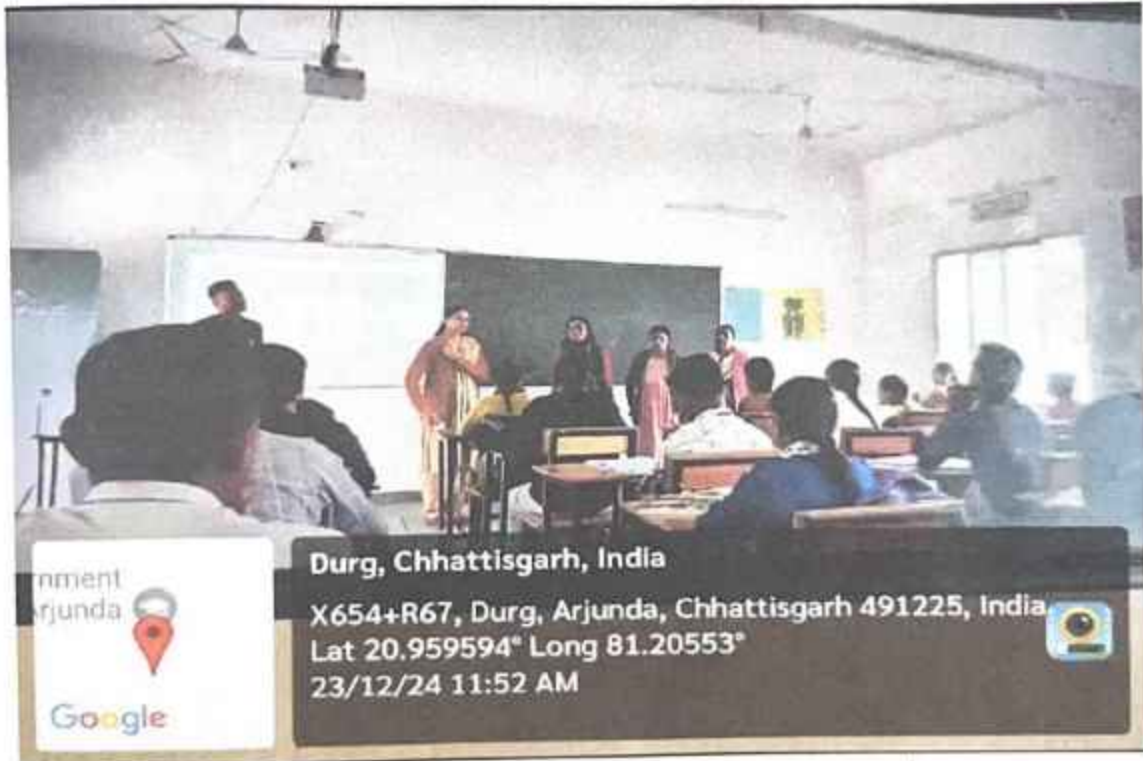 rnment
rjunda
Google
Durg, Chhattisgarh, India
X654+R67, Durg, Arjunda, Chhattisgarh 491225, India
Lat 20.959594° Long 81.20553°
23/12/24 11:52 AM